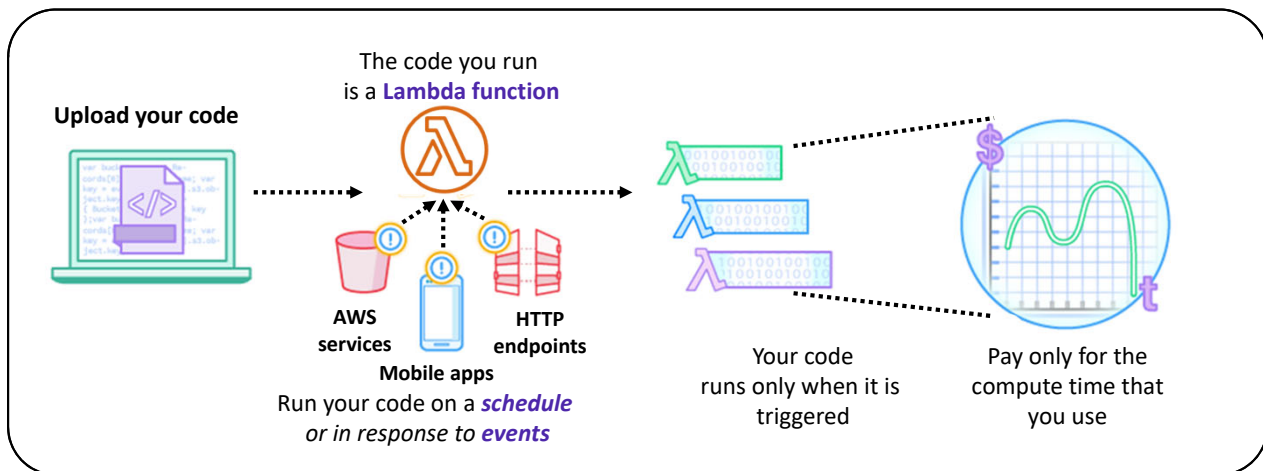 Upload your code
The code you run
is a Lambda function
AWS
services
Mobile apps
HTTP
endpoints
Run your code on a schedule
or in response to events
Your code
runs only when it is
triggered
$
t
Pay only for the
compute time that
you use